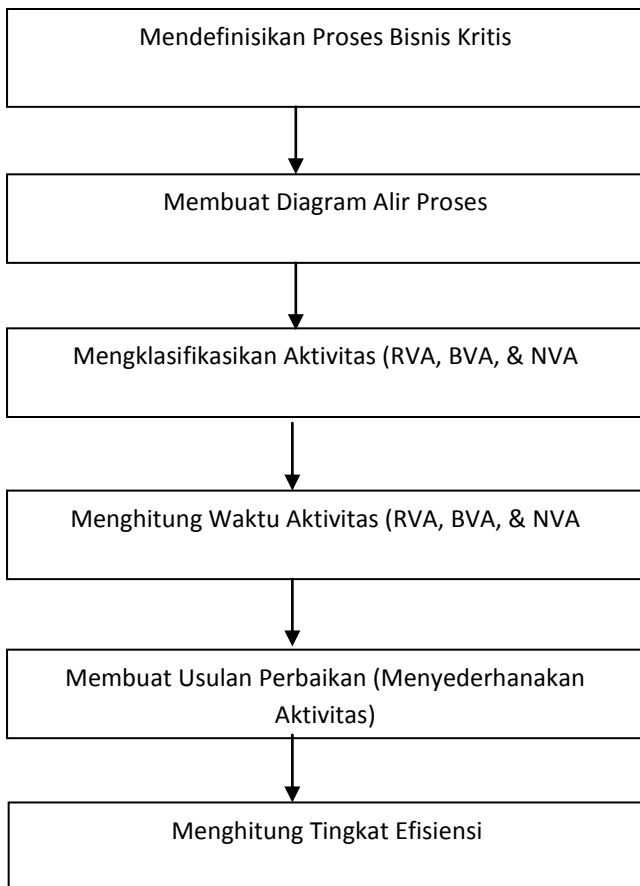 Mendefinisikan Proses Bisnis Kritis
Membuat Diagram Alir Proses
Mengklasifikasikan Aktivitas (RVA, BVA, & NVA
Menghitung Waktu Aktivitas (RVA, BVA, & NVA
Membuat Usulan Perbaikan (Menyederhanakan
Aktivitas)
Menghitung Tingkat Efisiensi